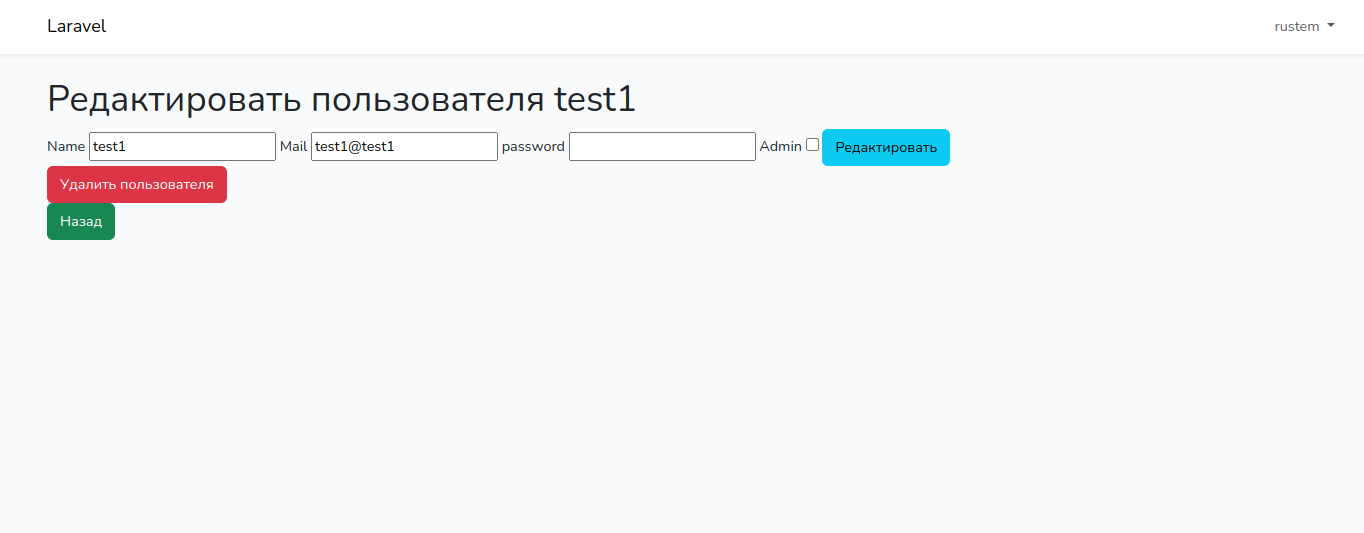 Laravel rustem
Редактировать пользователя test1
Name test1 Mail test1@test1 password Admin Редактировать
Удалить пользователя
Назад